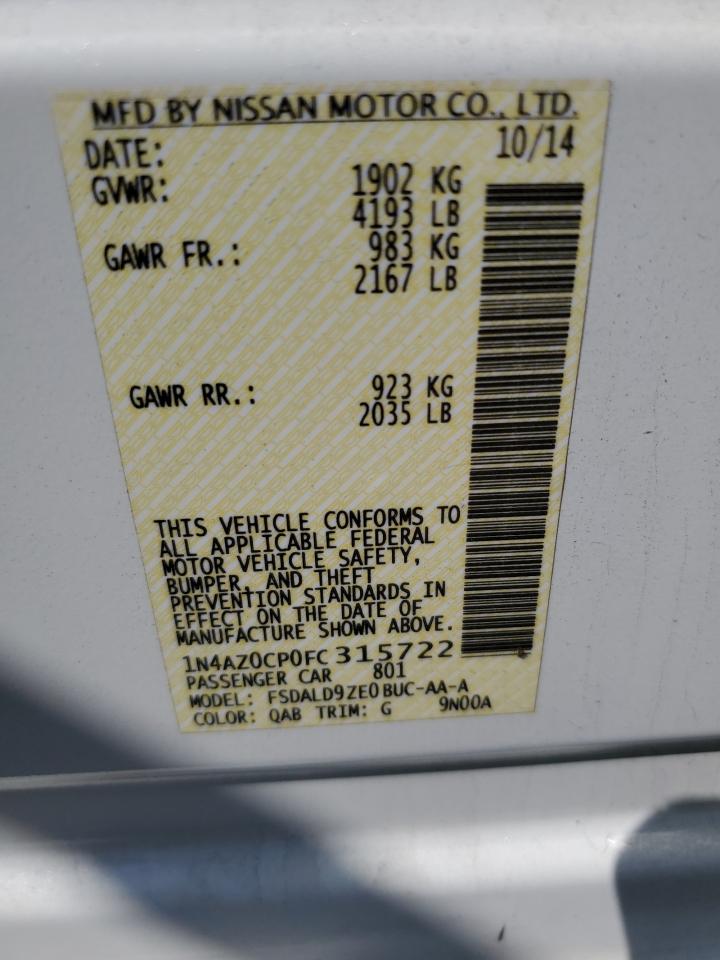 MFD BY NISSAN MOTOR CO., LTD.
DATE: 10/14
GVWR: 1902 KG
4193 LB
GAWR FR.: 983 KG
2167 LB
GAWR RR.: 923 KG
2035 LB
THIS VEHICLE CONFORMS TO
ALL APPLICABLE FEDERAL
MOTOR VEHICLE SAFETY,
BUMPER, AND THEFT
PREVENTION STANDARDS IN
EFFECT ON THE DATE OF
MANUFACTURE SHOWN ABOVE.
1N4AZ0CP0FC315722
PASSENGER CAR 801
MODEL: FSDALD9ZE0BUC-AA-A
COLOR: QAB TRIM: G 9N00A